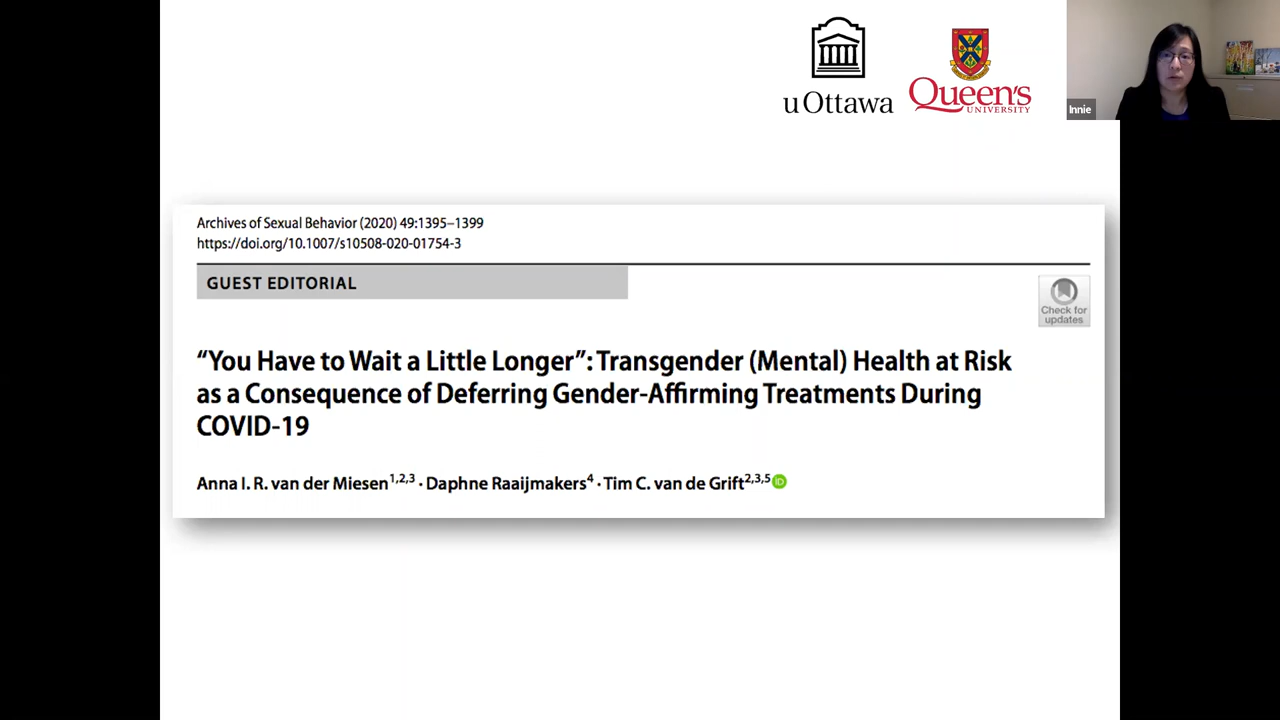 uOttawa
Queen's
UNIVERSITY
Innie
Archives of Sexual Behavior (2020) 49:1395–1399
https://doi.org/10.1007/s10508-020-01754-3
GUEST EDITORIAL
Check for
updates
“You Have to Wait a Little Longer”: Transgender (Mental) Health at Risk
as a Consequence of Deferring Gender-Affirming Treatments During
COVID-19
Anna I. R. van der Miesen1,2,3 · Daphne Raaijmakers4 · Tim C. van de Grift2,3,5 iD